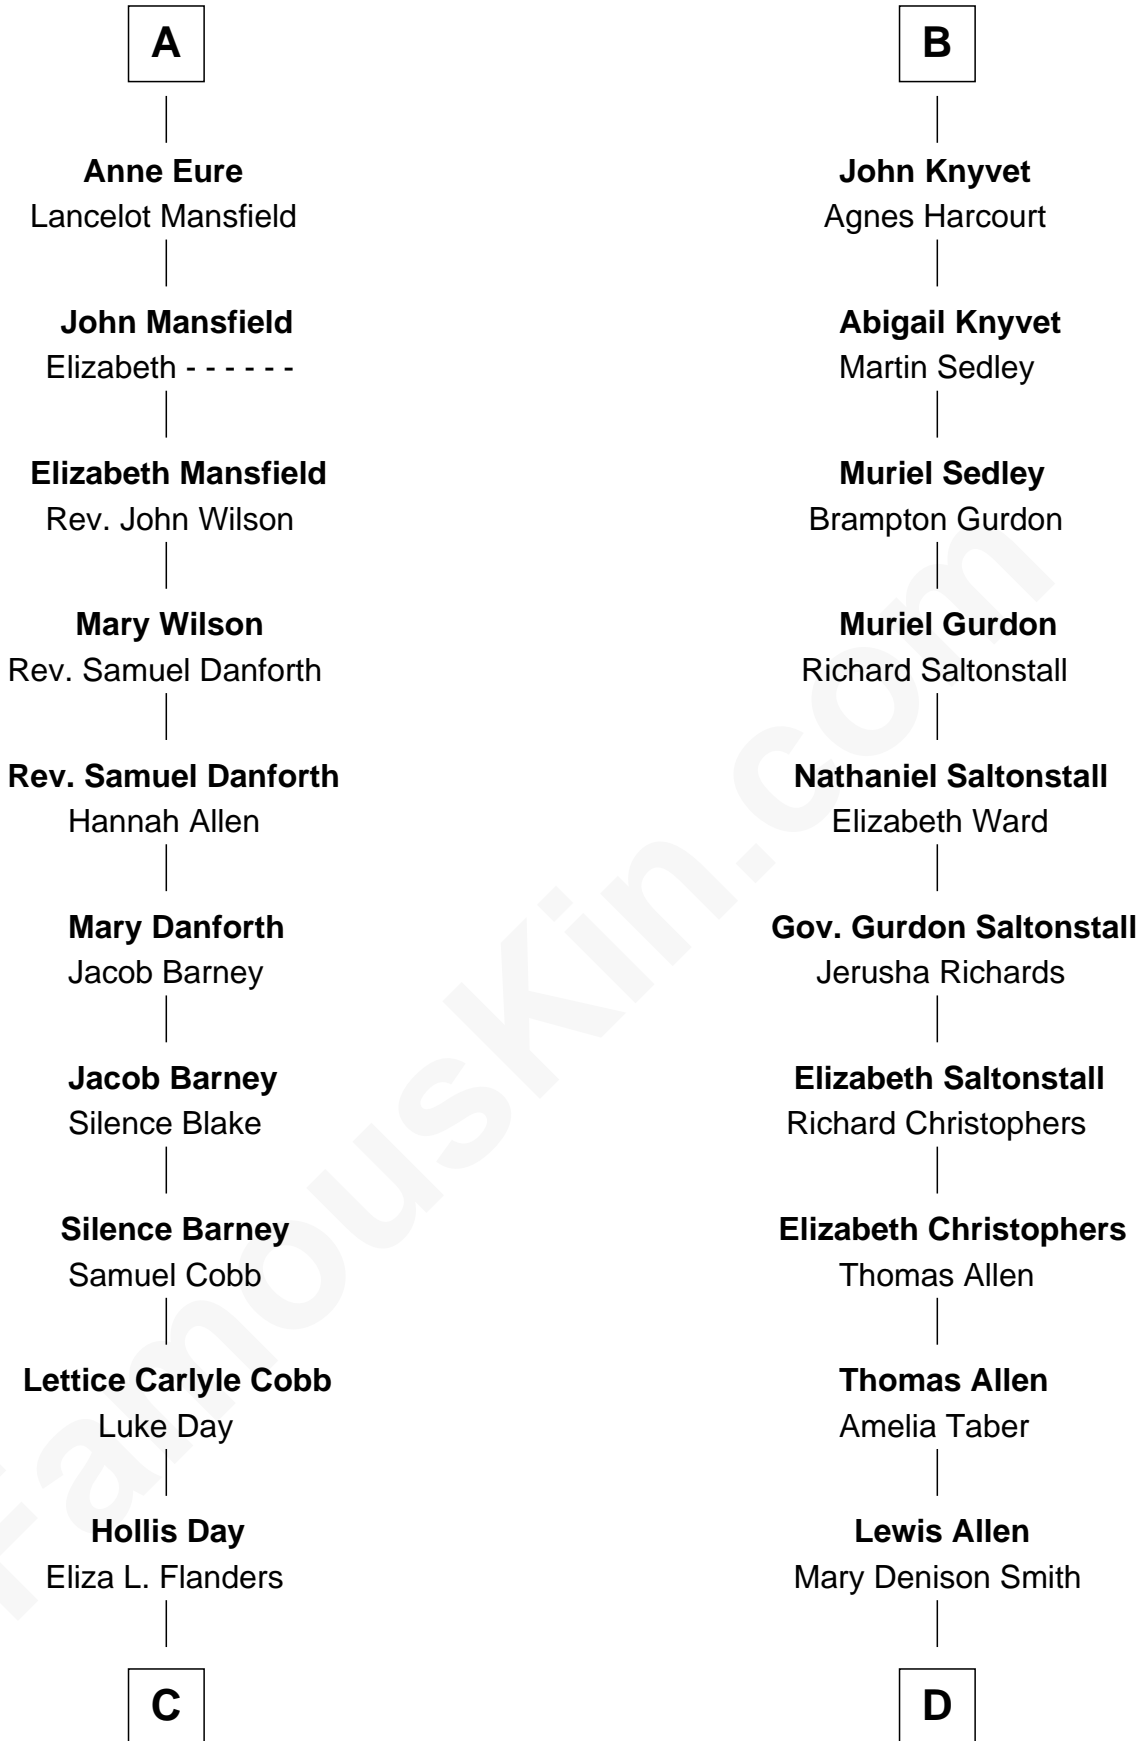 A
Anne Eure
Lancelot Mansfield
John Mansfield
Elizabeth - - - - - -
Elizabeth Mansfield
Rev. John Wilson
Mary Wilson
Rev. Samuel Danforth
Rev. Samuel Danforth
Hannah Allen
Mary Danforth
Jacob Barney
Jacob Barney
Silence Blake
Silence Barney
Samuel Cobb
Lettice Carlyle Cobb
Luke Day
Hollis Day
Eliza L. Flanders
C
B
John Knyvet
Agnes Harcourt
Abigail Knyvet
Martin Sedley
Muriel Sedley
Brampton Gurdon
Muriel Gurdon
Richard Saltonstall
Nathaniel Saltonstall
Elizabeth Ward
Gov. Gurdon Saltonstall
Jerusha Richards
Elizabeth Saltonstall
Richard Christophers
Elizabeth Christophers
Thomas Allen
Thomas Allen
Amelia Taber
Lewis Allen
Mary Denison Smith
D
FamousKin.com